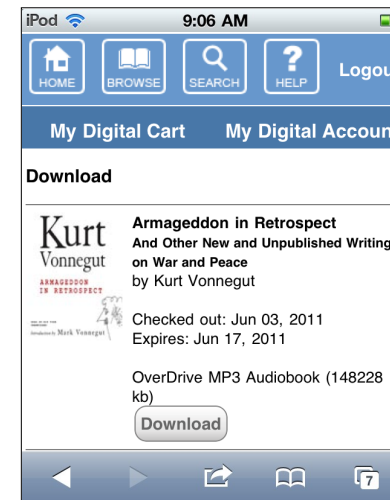 iPod 9:06 AM
HOME BROWSE SEARCH HELP Logou
My Digital Cart My Digital Accoun
Download
Kurt
Vonnegut
ARMAGEDDON
IN RETROSPECT
Introduction by Mark Vonnegut
Armageddon in Retrospect
And Other New and Unpublished Writing
on War and Peace
by Kurt Vonnegut
Checked out: Jun 03, 2011
Expires: Jun 17, 2011
OverDrive MP3 Audiobook (148228
kb)
Download
7